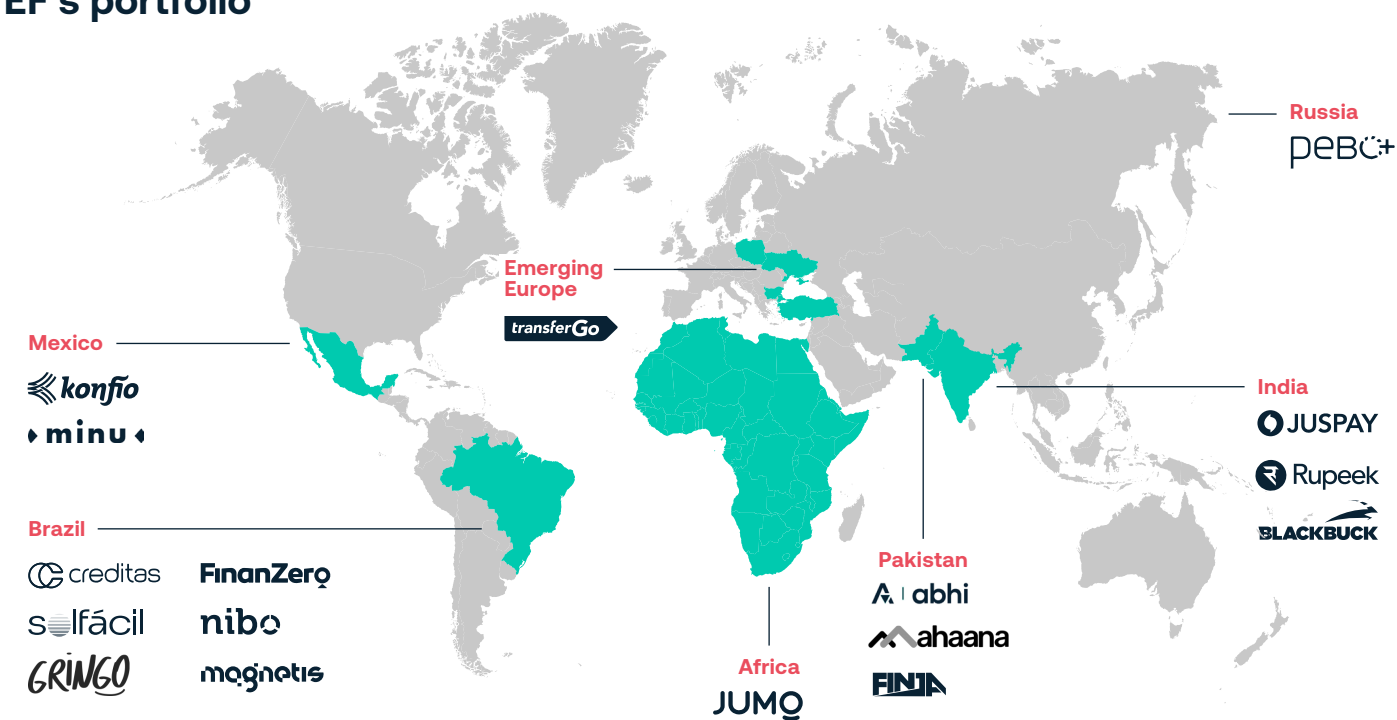 EF's portfolio
Russia
рево+
Emerging
Europe
transferGo
Mexico
konfio
minu
India
JUSPAY
Rupeek
BLACKBUCK
Brazil
creditas
FinanZero
solfácil
nibo
GRINGO
magnetis
Pakistan
abhi
mahaana
FINJA
Africa
JUMO